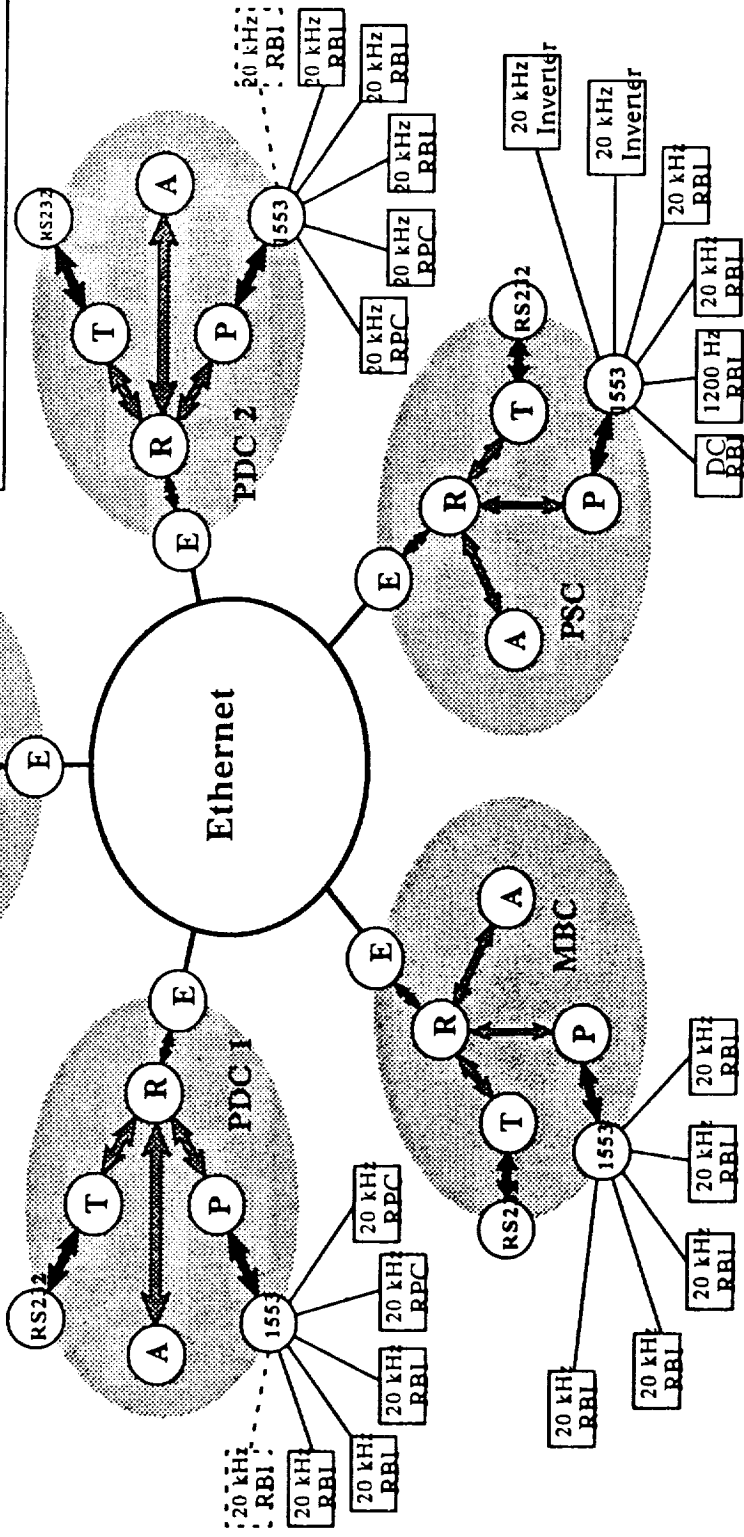 E
Ethernet
RS232
T
A
R
E
P
PDC 1
1553
20 kHz
RBI
20 kHz
RBI
20 kHz
RBI
20 kHz
RBI
20 kHz
RPC
20 kHz
RPC
RS232
T
A
R
E
P
PDC 2
1553
20 kHz
RPC
20 kHz
RPC
20 kHz
RBI
20 kHz
RBI
20 kHz
RBI
20 kHz
RBI
E
R
A
T
P
MBC
1553
20 kHz
RBI
20 kHz
RBI
20 kHz
RBI
20 kHz
RBI
20 kHz
RBI
E
R
A
T
RS232
P
PSC
1553
DC
RBI
1200 Hz
RBI
20 kHz
RBI
20 kHz
RBI
20 kHz
Inverter
20 kHz
Inverter